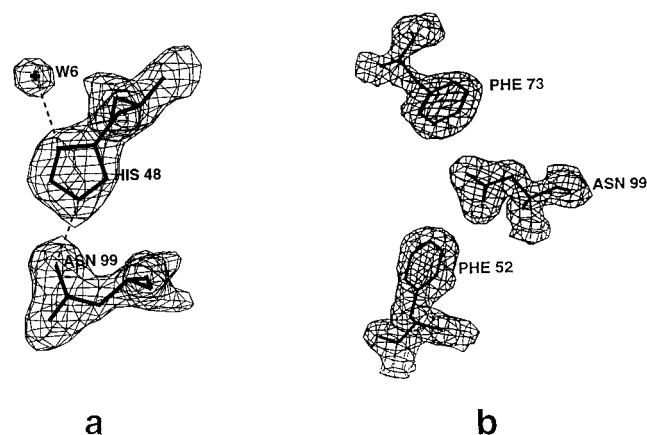 W6
HIS 48
ASN 99
a
PHE 73
ASN 99
PHE 52
b